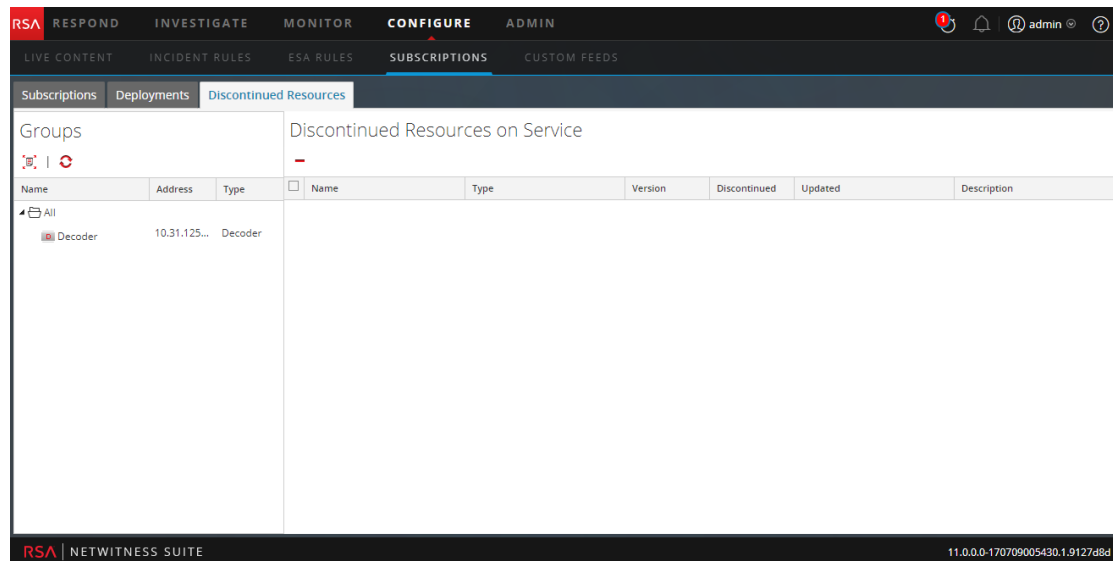 RSA RESPOND INVESTIGATE MONITOR CONFIGURE ADMIN 1 admin ?
LIVE CONTENT INCIDENT RULES ESA RULES SUBSCRIPTIONS CUSTOM FEEDS
Subscriptions Deployments Discontinued Resources
Groups
Discontinued Resources on Service
Name Address Type Name Type Version Discontinued Updated Description
All
D Decoder 10.31.125... Decoder
RSA NETWITNESS SUITE 11.0.0.0-170709005430.1.9127d8d